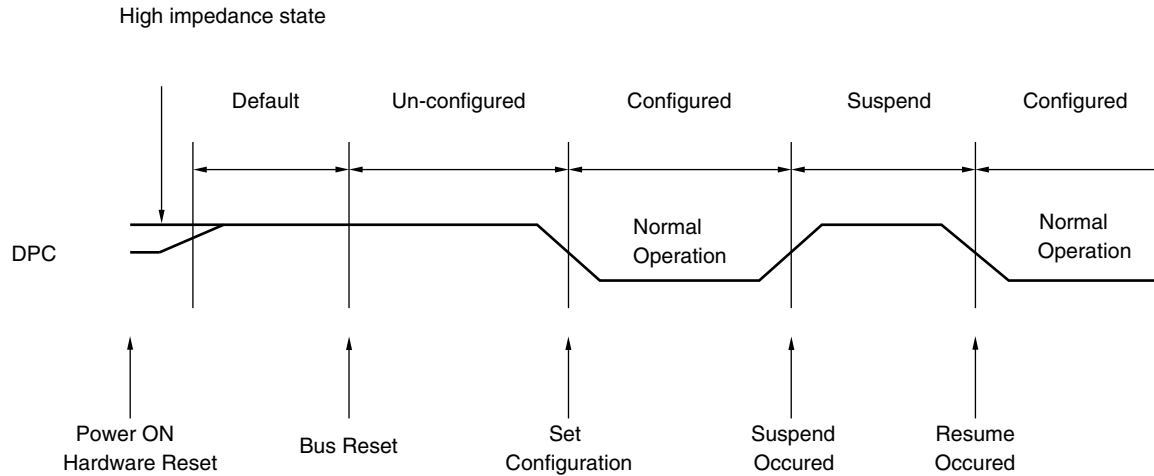 High impedance state
Default
Un-configured
Configured
Suspend
Configured
DPC
Normal
Operation
Normal
Operation
Power ON
Hardware Reset
Bus Reset
Set
Configuration
Suspend
Occured
Resume
Occured